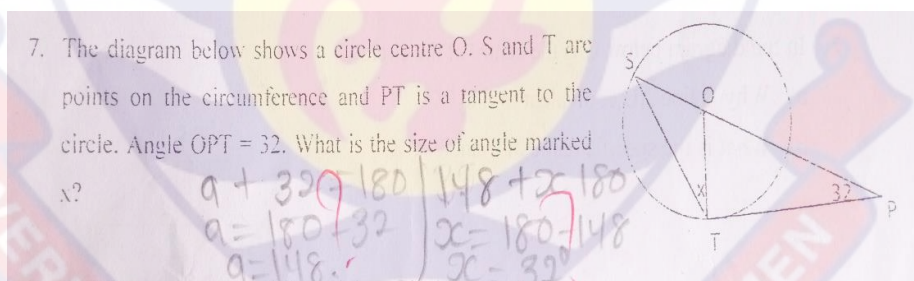 7. The diagram below shows a circle centre O. S and T are
points on the circumference and PT is a tangent to the
circle. Angle OPT = 32. What is the size of angle marked
x?
a + 32 = 180 148 + x 180
a = 180 - 32 x = 180 - 148
a = 148. x - 32°
S
O
x
32
P
T